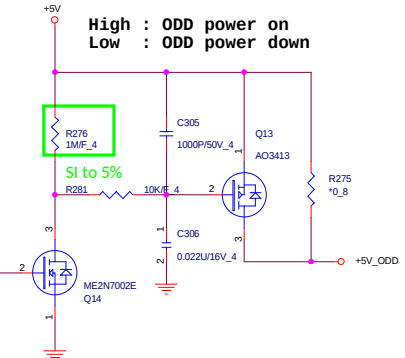 +5V
High : ODD power on
Low  : ODD power down
R276
1M/F_4
SI to 5%
C305
1000P/50V_4
Q13
1
AO3413
R281
10K/F_4
2
R275
*0_8
3
1
C306
2
0.022U/16V_4
3
+5V_ODD
2
ME2N7002E
Q14
1